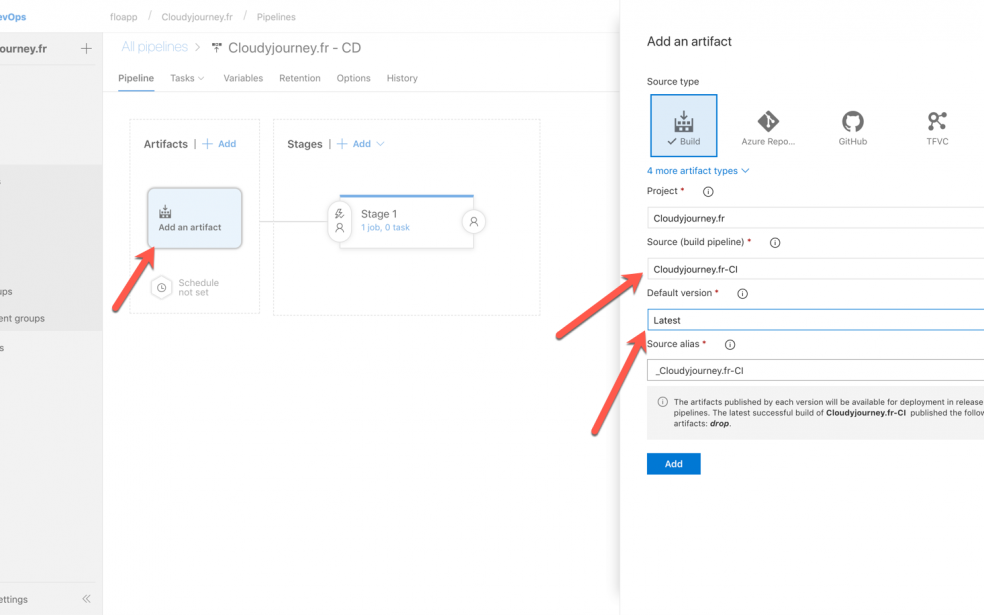 evOps
floapp / Cloudyjourney.fr / Pipelines
ourney.fr
All pipelines > Cloudyjourney.fr - CD
Pipeline Tasks Variables Retention Options History
Artifacts | + Add
Stages | + Add
Add an artifact
Stage 1
1 job, 0 task
Schedule
not set
ups
ent groups
s
ettings
Add an artifact
Source type
Build
Azure Repo...
GitHub
TFVC
4 more artifact types
Project *
Cloudyjourney.fr
Source (build pipeline) *
Cloudyjourney.fr-CI
Default version *
Latest
Source alias *
_Cloudyjourney.fr-CI
The artifacts published by each version will be available for deployment in release
pipelines. The latest successful build of Cloudyjourney.fr-CI published the follow
artifacts: drop.
Add